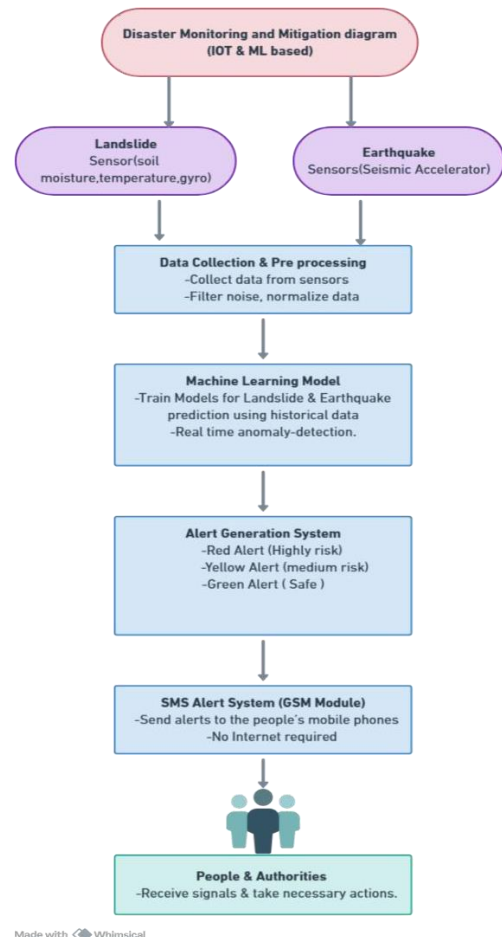 Disaster Monitoring and Mitigation diagram
(IOT & ML based)
Landslide
Sensor(soil
moisture,temperature,gyro)
Earthquake
Sensors(Seismic Accelerator)
Data Collection & Pre processing
-Collect data from sensors
-Filter noise, normalize data
Machine Learning Model
-Train Models for Landslide & Earthquake
prediction using historical data
-Real time anomaly-detection.
Alert Generation System
-Red Alert (Highly risk)
-Yellow Alert (medium risk)
-Green Alert ( Safe )
SMS Alert System (GSM Module)
-Send alerts to the people's mobile phones
-No Internet required
People & Authorities
-Receive signals & take necessary actions.
Made with Whimsical